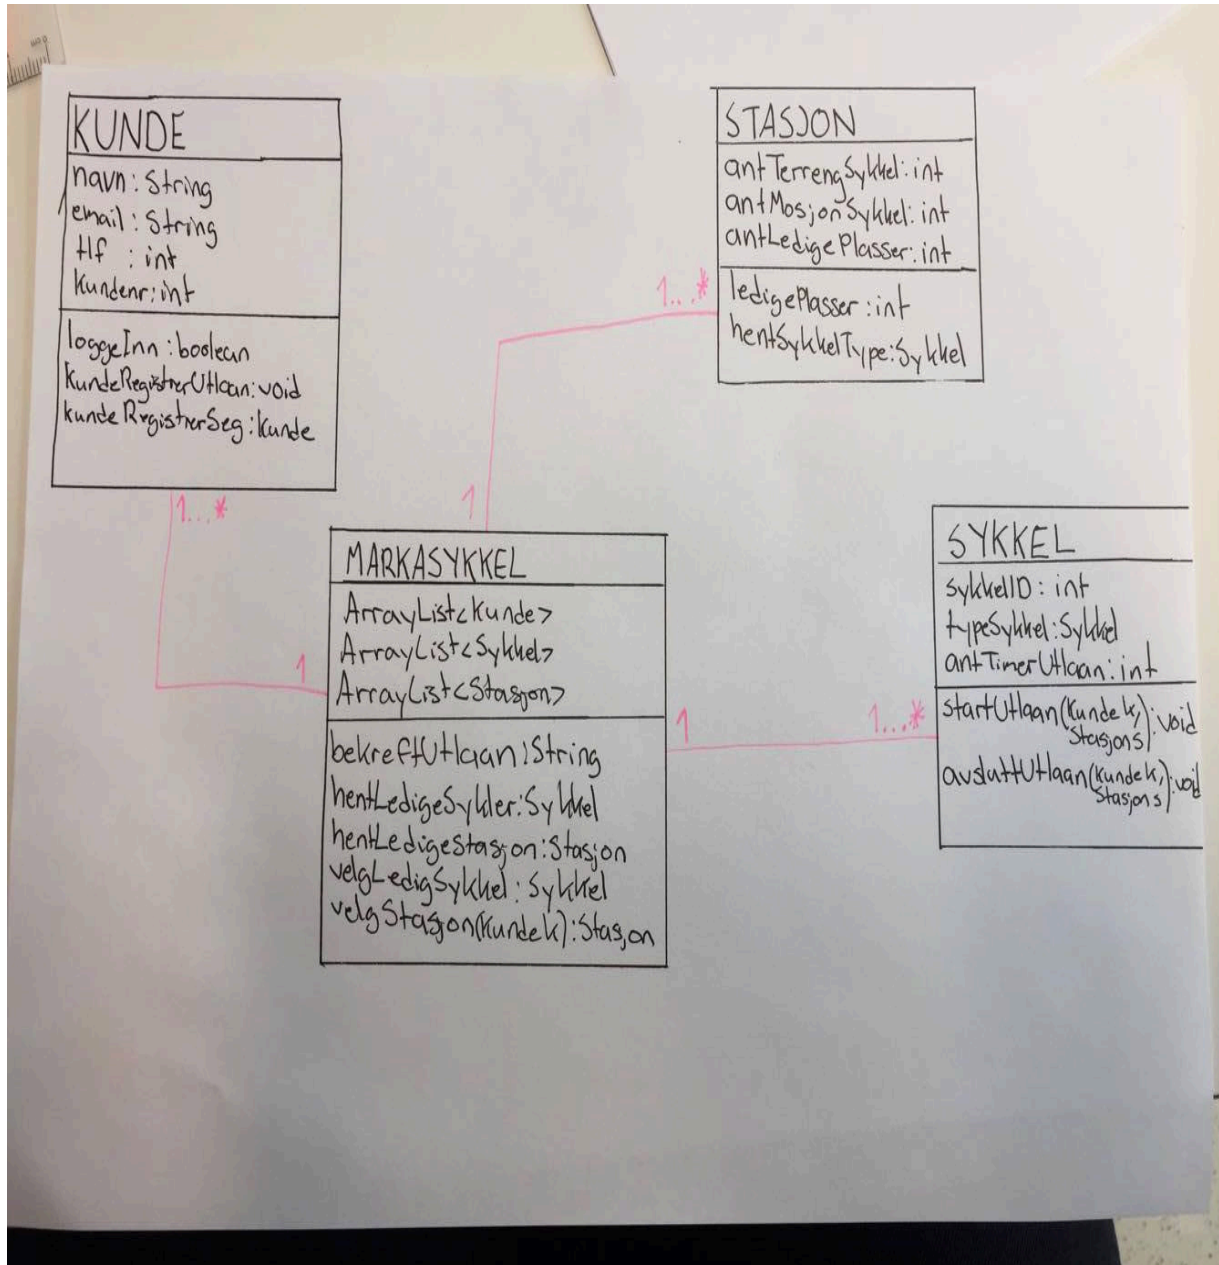 KUNDE
navn: String
email: String
tlf : int
Kundenr: int
loggeInn: boolean
kundeRegistrerUtlaan: void
kundeRegistrerSeg: Kunde
STASJON
antTerrengSykkel: int
antMosjonSykkel: int
antLedigePlasser: int
ledigePlasser: int
hentSykkelType: Sykkel
1...*
1
1...*
1
MARKASYKKEL
ArrayList<Kunde>
ArrayList<Sykkel>
ArrayList<Stasjon>
bekreftUtlaan: String
hentLedigeSykler: Sykkel
hentLedigeStasjon: Stasjon
velgLedigSykkel: Sykkel
velgStasjon(Kunde k): Stasjon
1
1...*
SYKKEL
sykkelID: int
typeSykkel: Sykkel
antTimerUtlaan: int
startUtlaan(Kunde k,
Stasjon s): void
avsluttUtlaan(Kunde k,
Stasjon s): void